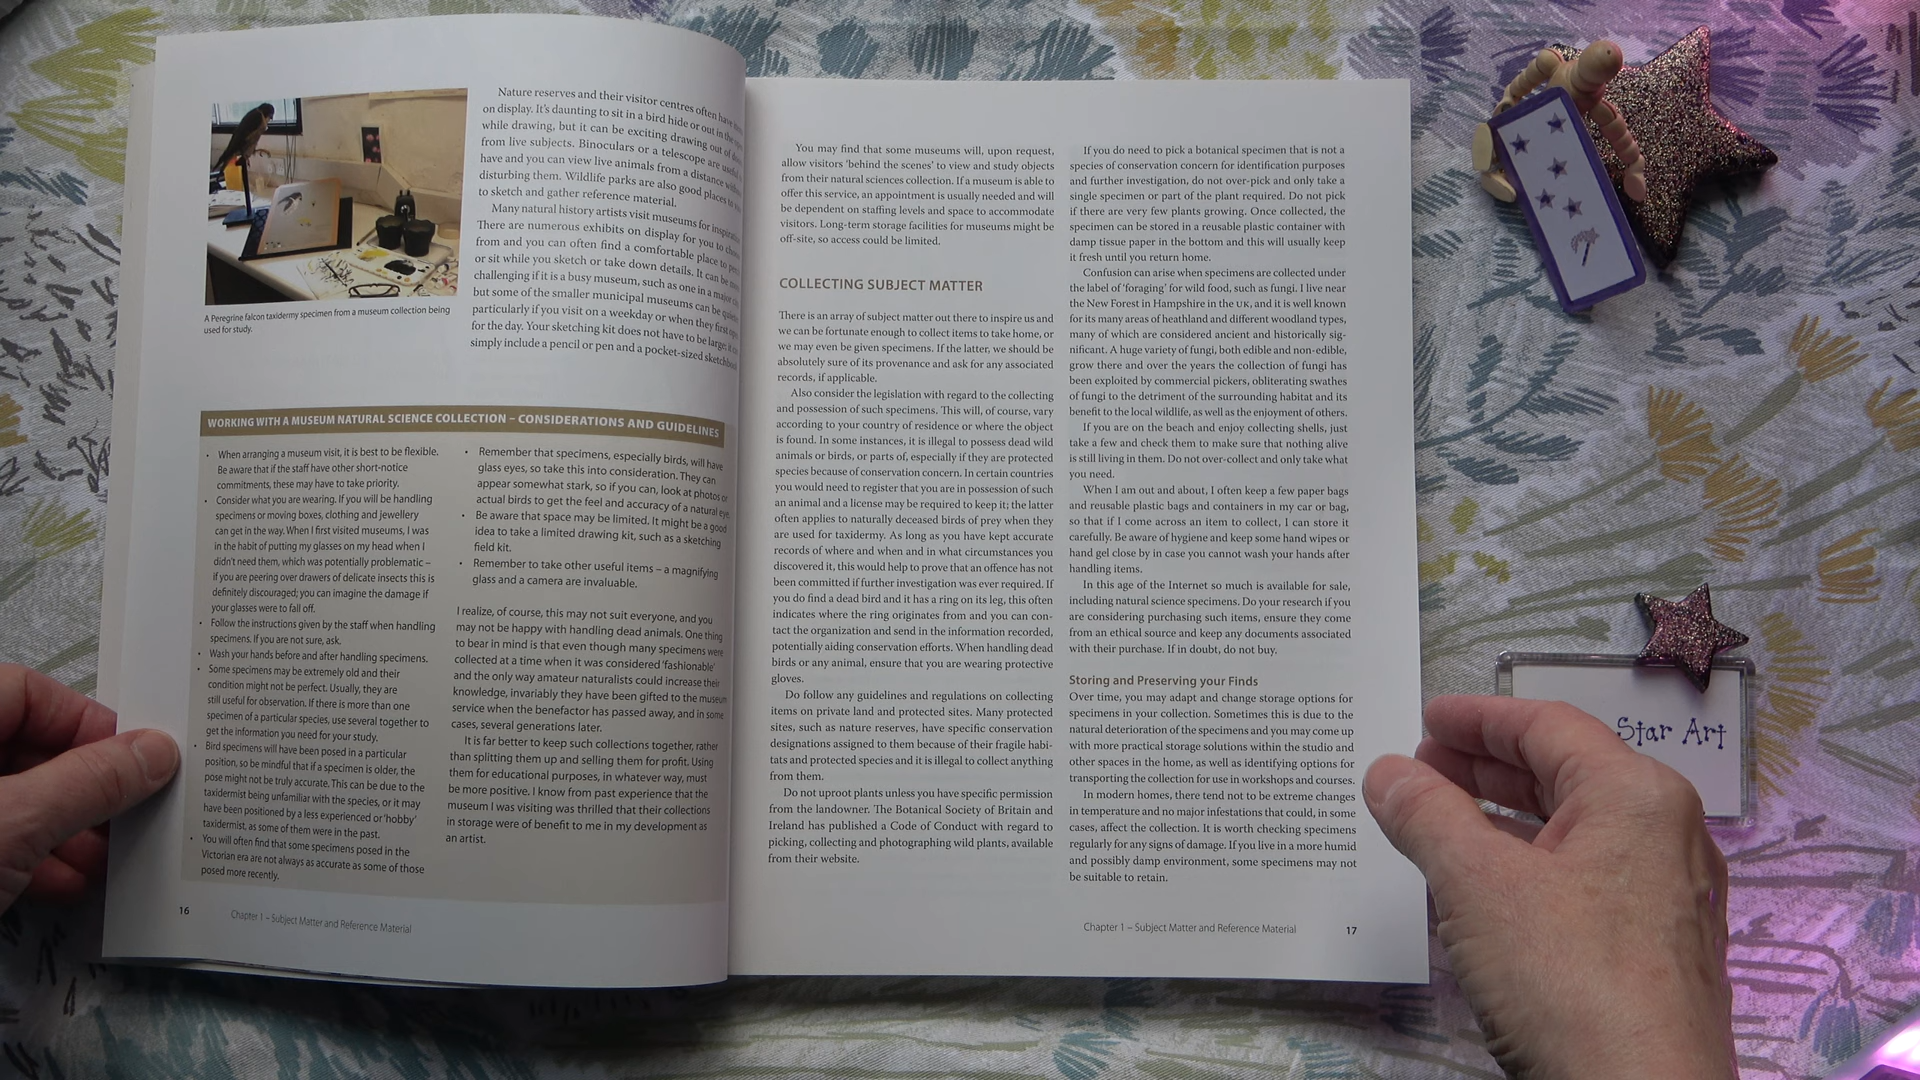 Nature reserves and their visitor centres often have
on display. It's daunting to sit in a bird hide or out in the
while drawing, but it can be exciting drawing out of
from live subjects. Binoculars or a telescope are useful
have and you can view live animals from a distance
disturbing them. Wildlife parks are also good places to
to sketch and gather reference material.
Many natural history artists visit museums for
There are numerous exhibits on display for you to
from and you can often find a comfortable place to
or sit while you sketch or take down details. It can be
challenging if it is a busy museum, such as one in a major
but some of the smaller municipal museums can be
particularly if you visit on a weekday or when they first
for the day. Your sketching kit does not have to be large;
simply include a pencil or pen and a pocket-sized
A Peregrine falcon taxidermy specimen from a museum collection being
used for study.
WORKING WITH A MUSEUM NATURAL SCIENCE COLLECTION – CONSIDERATIONS AND GUIDELINES
• When arranging a museum visit, it is best to be flexible.
Be aware that if the staff have other short-notice
commitments, these may have to take priority.
• Consider what you are wearing. If you will be handling
specimens or moving boxes, clothing and jewellery
can get in the way. When I first visited museums, I was
in the habit of putting my glasses on my head when I
didn't need them, which was potentially problematic –
if you are peering over drawers of delicate insects this is
definitely discouraged; you can imagine the damage if
your glasses were to fall off.
• Follow the instructions given by the staff when handling
specimens. If you are not sure, ask.
• Wash your hands before and after handling specimens.
• Some specimens may be extremely old and their
condition might not be perfect. Usually, they are
still useful for observation. If there is more than one
specimen of a particular species, use several together to
get the information you need for your study.
• Bird specimens will have been posed in a particular
position, so be mindful that if a specimen is older, the
pose might not be truly accurate. This can be due to the
taxidermist being unfamiliar with the species, or it may
have been positioned by a less experienced or 'hobby'
taxidermist, as some of them were in the past.
• You will often find that some specimens posed in the
Victorian era are not always as accurate as some of those
posed more recently.
• Remember that specimens, especially birds, will have
glass eyes, so take this into consideration. They can
appear somewhat stark, so if you can, look at photos or
actual birds to get the feel and accuracy of a natural eye.
• Be aware that space may be limited. It might be a good
idea to take a limited drawing kit, such as a sketching
field kit.
• Remember to take other useful items – a magnifying
glass and a camera are invaluable.
I realize, of course, this may not suit everyone, and you
may not be happy with handling dead animals. One thing
to bear in mind is that even though many specimens were
collected at a time when it was considered 'fashionable'
and the only way amateur naturalists could increase their
knowledge, invariably they have been gifted to the museum
service when the benefactor has passed away, and in some
cases, several generations later.
It is far better to keep such collections together, rather
than splitting them up and selling them for profit. Using
them for educational purposes, in whatever way, must
be more positive. I know from past experience that the
museum I was visiting was thrilled that their collections
in storage were of benefit to me in my development as
an artist.
16
Chapter 1 – Subject Matter and Reference Material
You may find that some museums will, upon request,
allow visitors 'behind the scenes' to view and study objects
from their natural sciences collection. If a museum is able to
offer this service, an appointment is usually needed and will
be dependent on staffing levels and space to accommodate
visitors. Long-term storage facilities for museums might be
off-site, so access could be limited.
COLLECTING SUBJECT MATTER
There is an array of subject matter out there to inspire us and
we can be fortunate enough to collect items to take home, or
we may even be given specimens. If the latter, we should be
absolutely sure of its provenance and ask for any associated
records, if applicable.
Also consider the legislation with regard to the collecting
and possession of such specimens. This will, of course, vary
according to your country of residence or where the object
is found. In some instances, it is illegal to possess dead wild
animals or birds, or parts of, especially if they are protected
species because of conservation concern. In certain countries
you would need to register that you are in possession of such
an animal and a license may be required to keep it; the latter
often applies to naturally deceased birds of prey when they
are used for taxidermy. As long as you have kept accurate
records of where and when and in what circumstances you
discovered it, this would help to prove that an offence has not
been committed if further investigation was ever required. If
you do find a dead bird and it has a ring on its leg, this often
indicates where the ring originates from and you can con-
tact the organization and send in the information recorded,
potentially aiding conservation efforts. When handling dead
birds or any animal, ensure that you are wearing protective
gloves.
Do follow any guidelines and regulations on collecting
items on private land and protected sites. Many protected
sites, such as nature reserves, have specific conservation
designations assigned to them because of their fragile habi-
tats and protected species and it is illegal to collect anything
from them.
Do not uproot plants unless you have specific permission
from the landowner. The Botanical Society of Britain and
Ireland has published a Code of Conduct with regard to
picking, collecting and photographing wild plants, available
from their website.
If you do need to pick a botanical specimen that is not a
species of conservation concern for identification purposes
and further investigation, do not over-pick and only take a
single specimen or part of the plant required. Do not pick
if there are very few plants growing. Once collected, the
specimen can be stored in a reusable plastic container with
damp tissue paper in the bottom and this will usually keep
it fresh until you return home.
Confusion can arise when specimens are collected under
the label of 'foraging' for wild food, such as fungi. I live near
the New Forest in Hampshire in the UK, and it is well known
for its many areas of heathland and different woodland types,
many of which are considered ancient and historically sig-
nificant. A huge variety of fungi, both edible and non-edible,
grow there and over the years the collection of fungi has
been exploited by commercial pickers, obliterating swathes
of fungi to the detriment of the surrounding habitat and its
benefit to the local wildlife, as well as the enjoyment of others.
If you are on the beach and enjoy collecting shells, just
take a few and check them to make sure that nothing alive
is still living in them. Do not over-collect and only take what
you need.
When I am out and about, I often keep a few paper bags
and reusable plastic bags and containers in my car or bag,
so that if I come across an item to collect, I can store it
carefully. Be aware of hygiene and keep some hand wipes or
hand gel close by in case you cannot wash your hands after
handling items.
In this age of the Internet so much is available for sale,
including natural science specimens. Do your research if you
are considering purchasing such items, ensure they come
from an ethical source and keep any documents associated
with their purchase. If in doubt, do not buy.
Storing and Preserving your Finds
Over time, you may adapt and change storage options for
specimens in your collection. Sometimes this is due to the
natural deterioration of the specimens and you may come up
with more practical storage solutions within the studio and
other spaces in the home, as well as identifying options for
transporting the collection for use in workshops and courses.
In modern homes, there tend not to be extreme changes
in temperature and no major infestations that could, in some
cases, affect the collection. It is worth checking specimens
regularly for any signs of damage. If you live in a more humid
and possibly damp environment, some specimens may not
be suitable to retain.
Chapter 1 – Subject Matter and Reference Material
17
Star Art